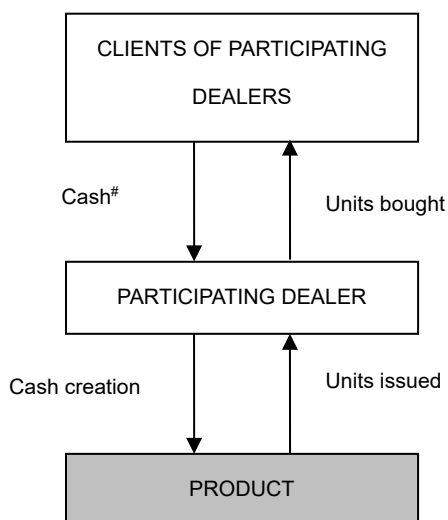 CLIENTS OF PARTICIPATING
DEALERS
Cash#
Units bought
PARTICIPATING DEALER
Cash creation
Units issued
PRODUCT